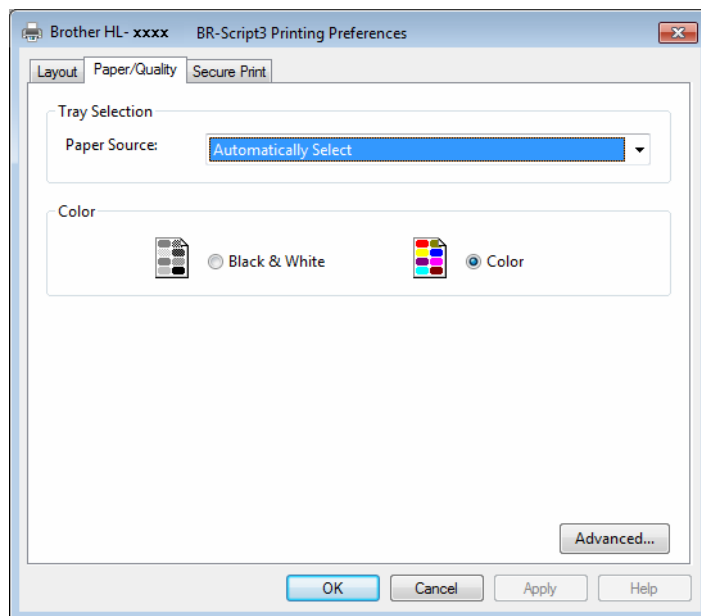 Brother HL- xxxx BR-Script3 Printing Preferences
Layout Paper/Quality Secure Print
Tray Selection
Paper Source: Automatically Select
Color
Black & White Color
Advanced...
OK Cancel Apply Help